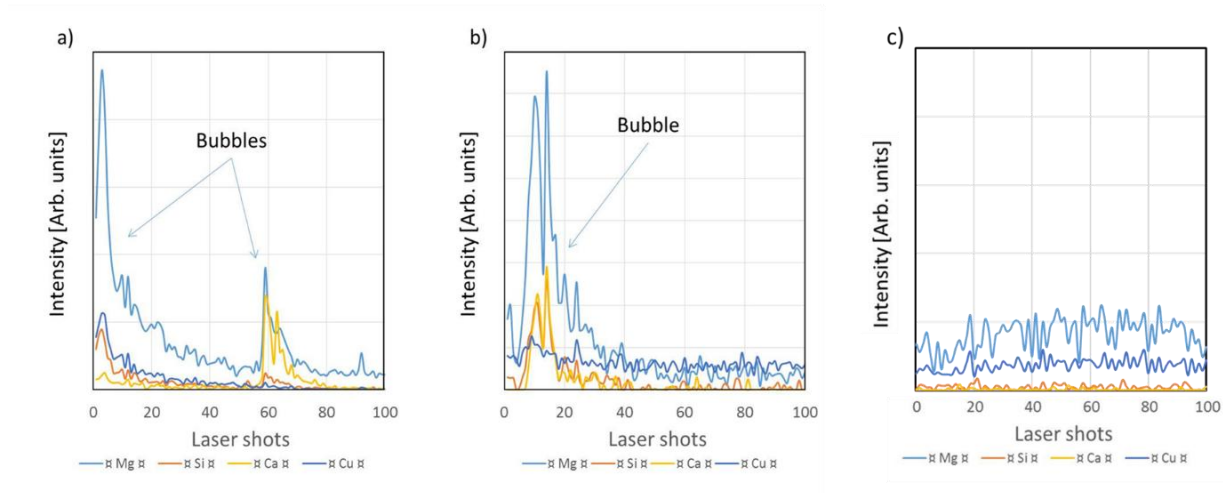 a)
Bubbles
Intensity [Arb. units]
0 20 40 60 80 100
Laser shots
¤ Mg ¤ ¤ Si ¤ ¤ Ca ¤ ¤ Cu ¤
b)
Bubble
Intensity [Arb. units]
0 20 40 60 80 100
Laser shots
¤ Mg ¤ ¤ Si ¤ ¤ Ca ¤ ¤ Cu ¤
c)
Intensity [Arb. units]
0 20 40 60 80 100
Laser shots
¤ Mg ¤ ¤ Si ¤ ¤ Ca ¤ ¤ Cu ¤